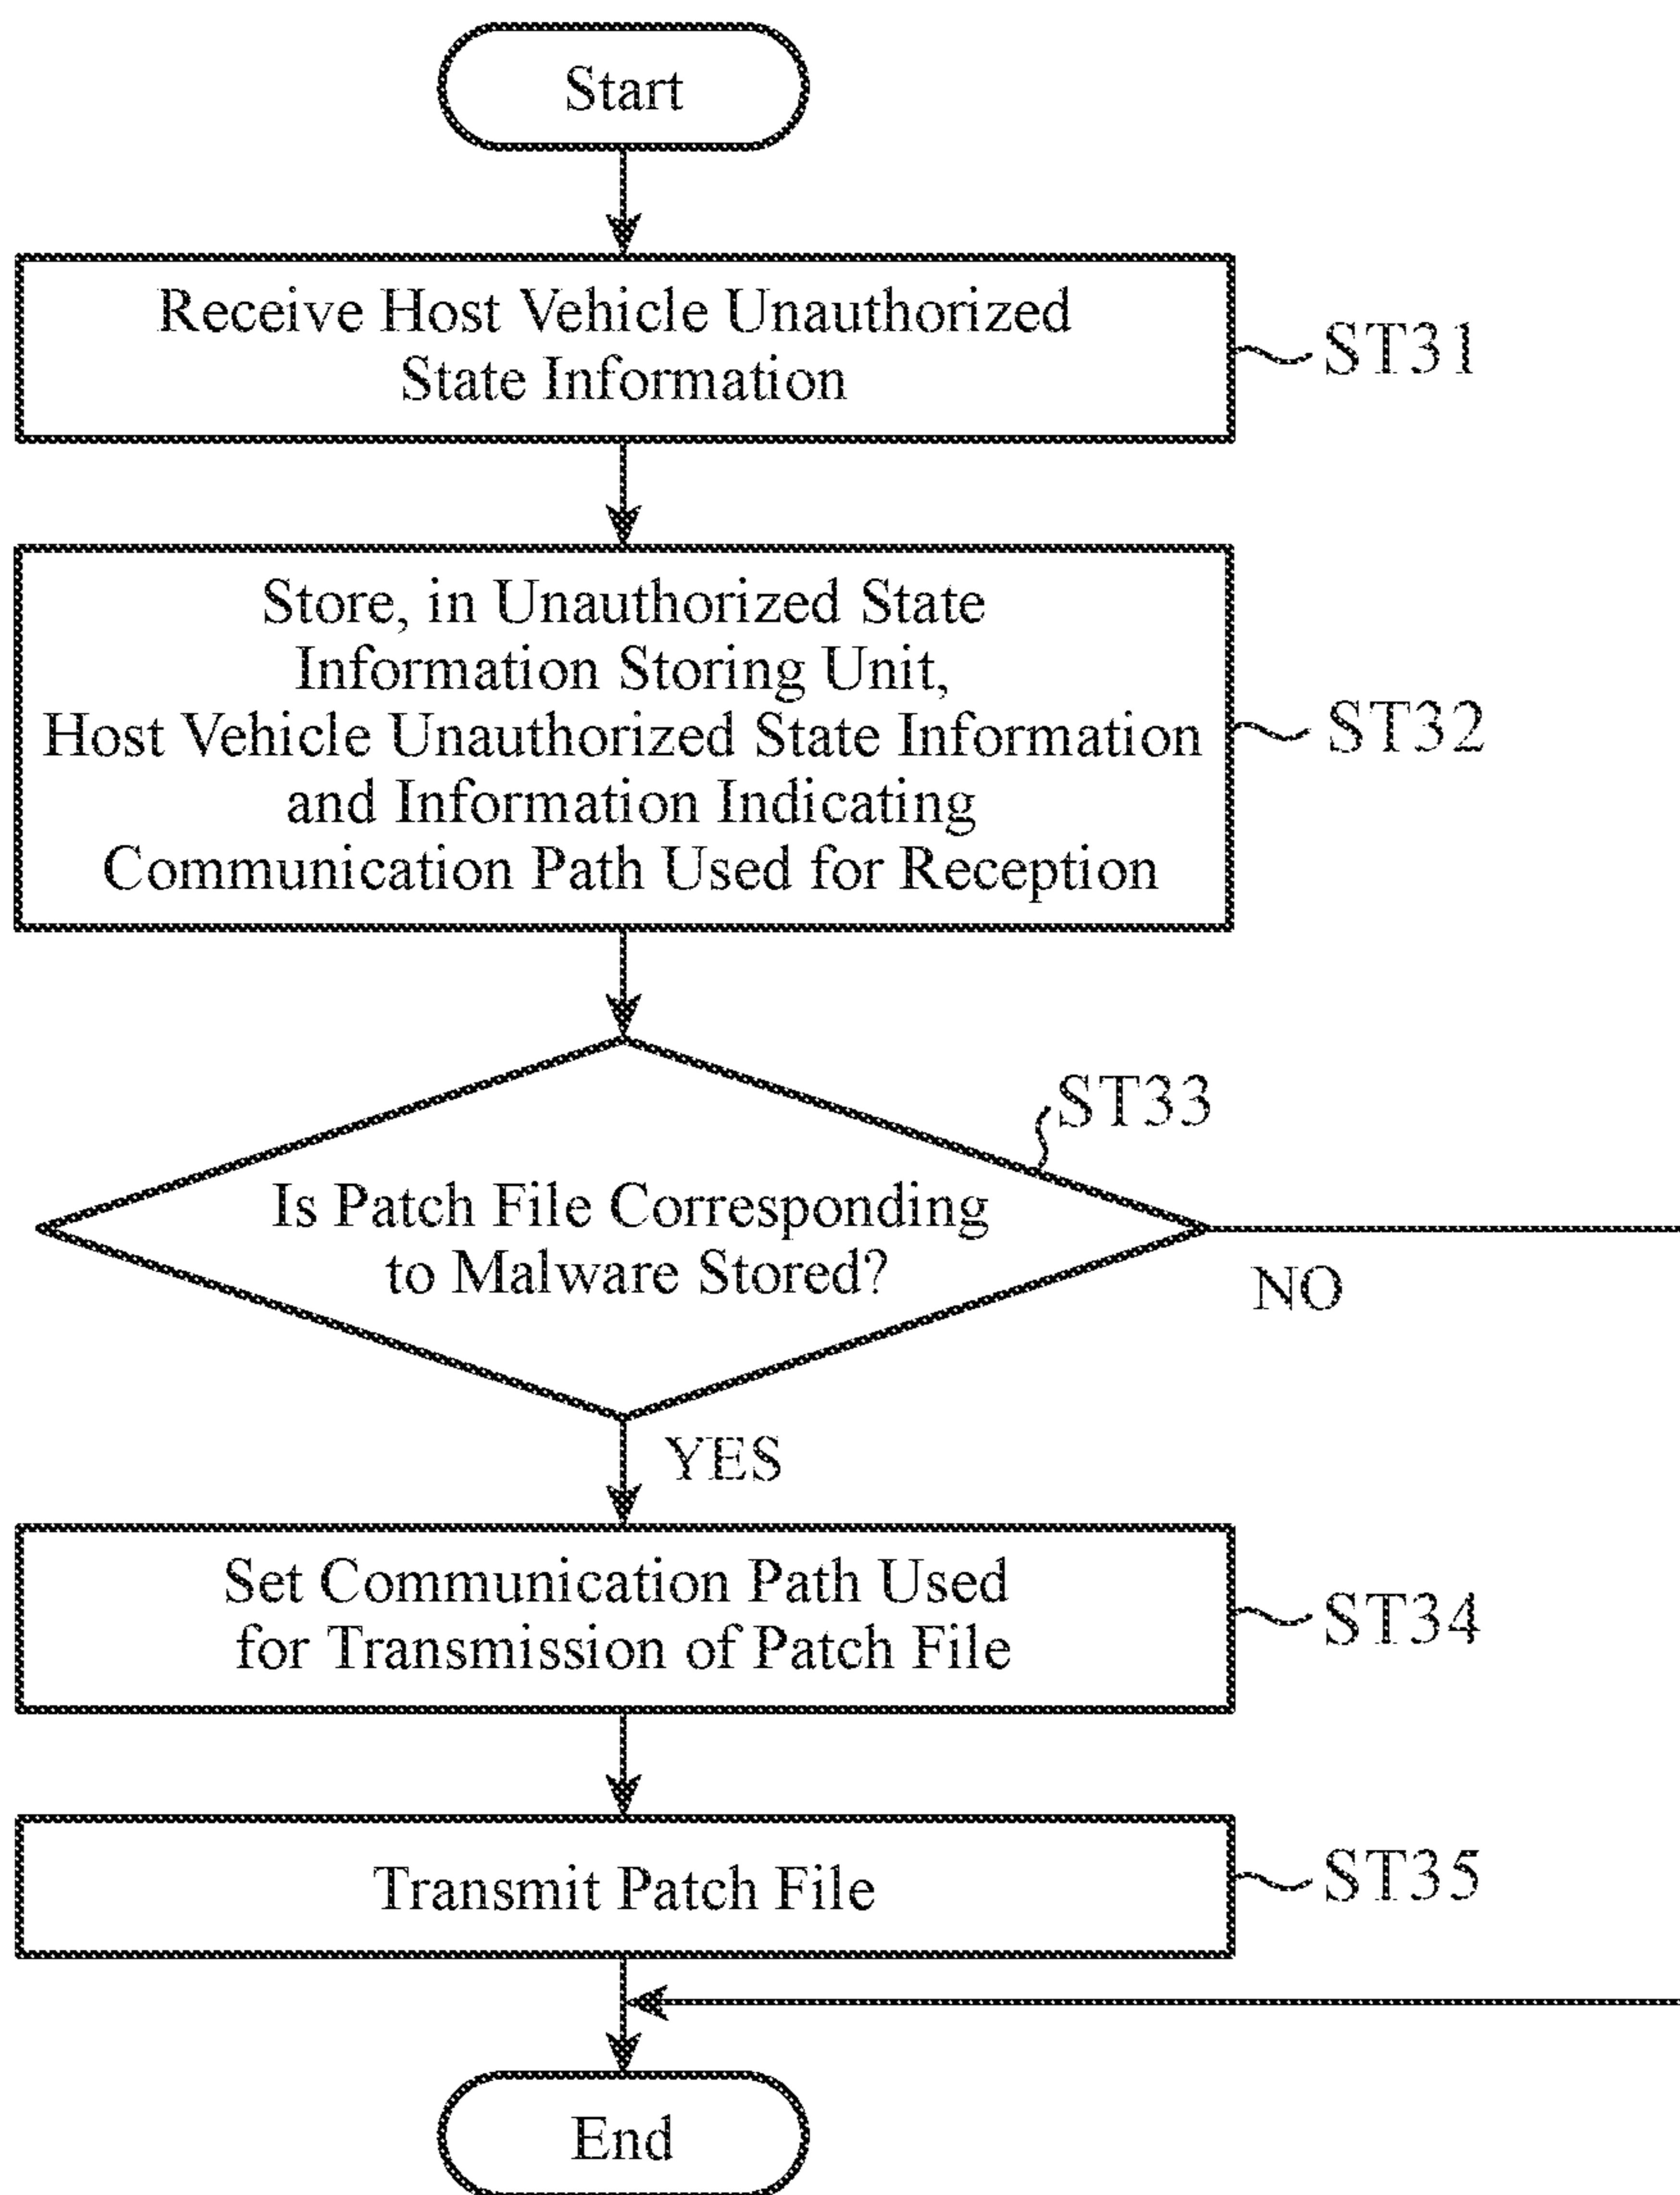 Start
Receive Host Vehicle Unauthorized
State Information
ST31
Store, in Unauthorized State
Information Storing Unit,
Host Vehicle Unauthorized State Information
and Information Indicating
Communication Path Used for Reception
ST32
ST33
Is Patch File Corresponding
to Malware Stored?
NO
YES
Set Communication Path Used
for Transmission of Patch File
ST34
Transmit Patch File
ST35
End